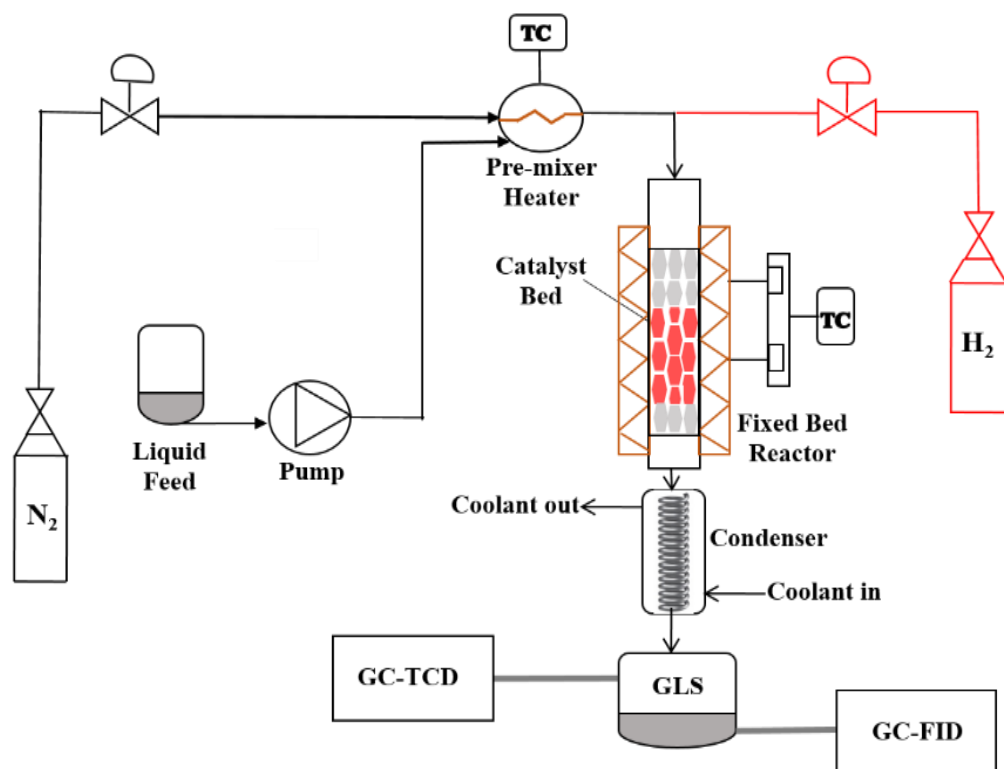 TC
Pre-mixer
Heater
Catalyst
Bed
TC
H₂
Liquid
Feed
Pump
Fixed Bed
Reactor
N₂
Coolant out
Condenser
Coolant in
GC-TCD
GLS
GC-FID